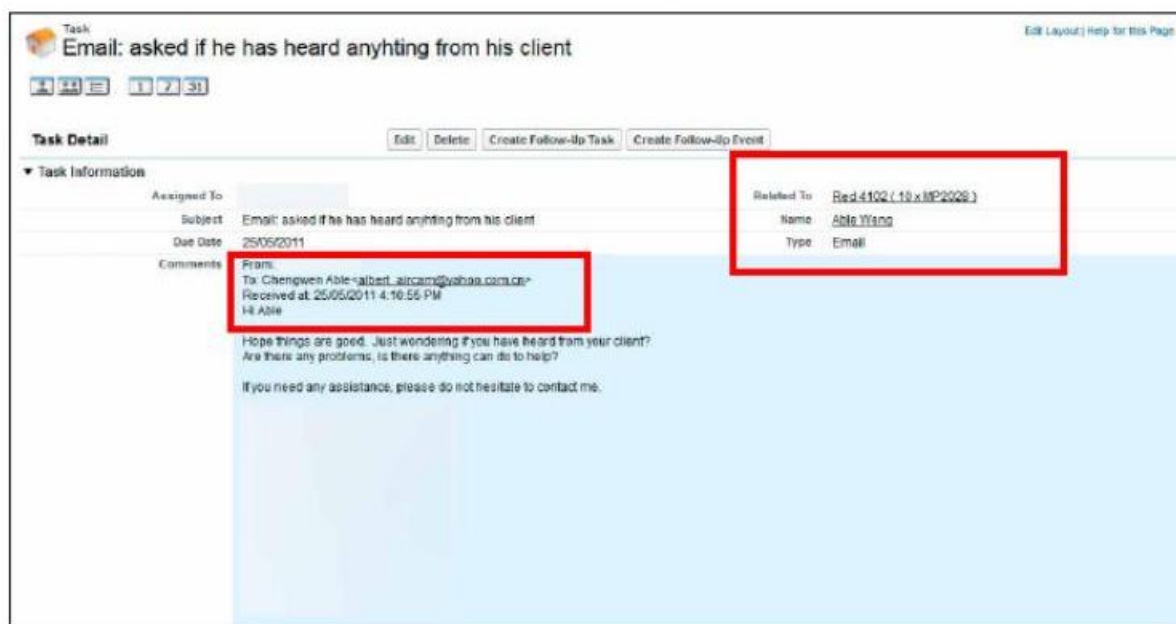 Task
Email: asked if he has heard anyhting from his client
Edit Layout | Help for this Page
1 7 31
Task Detail
Edit Delete Create Follow-Up Task Create Follow-Up Event
Task Information
Assigned To
Related To Red 4102 ( 10 x MP2028 )
Subject Email: asked if he has heard anyhting from his client
Name Able Wang
Due Date 25/05/2011
Type Email
Comments From:
To: Chengwen Able<albert_aircam@yahoo.com.cn>
Received at: 25/05/2011 4:16:55 PM
Hi Able
Hope things are good. Just wondering if you have heard from your client?
Are there any problems, is there anything can do to help?
If you need any assistance, please do not hesitate to contact me.